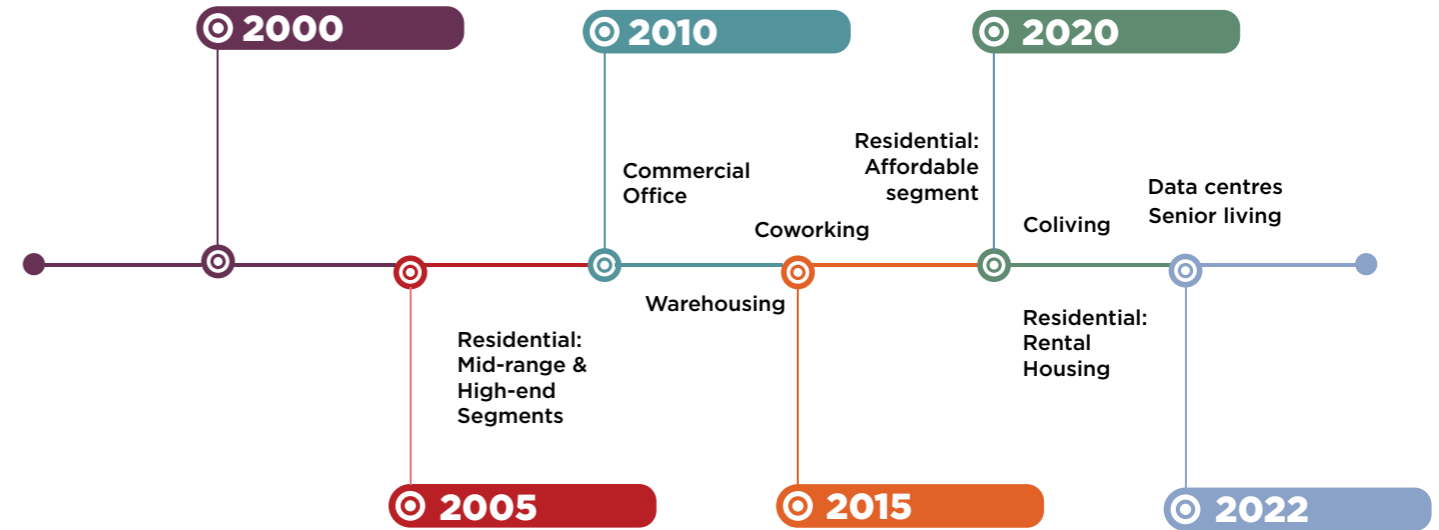 2000
2010
2020
Residential:
Affordable
segment
Commercial
Office
Data centres
Senior living
Coliving
Coworking
Warehousing
Residential:
Rental
Housing
Residential:
Mid-range &
High-end
Segments
2005
2015
2022